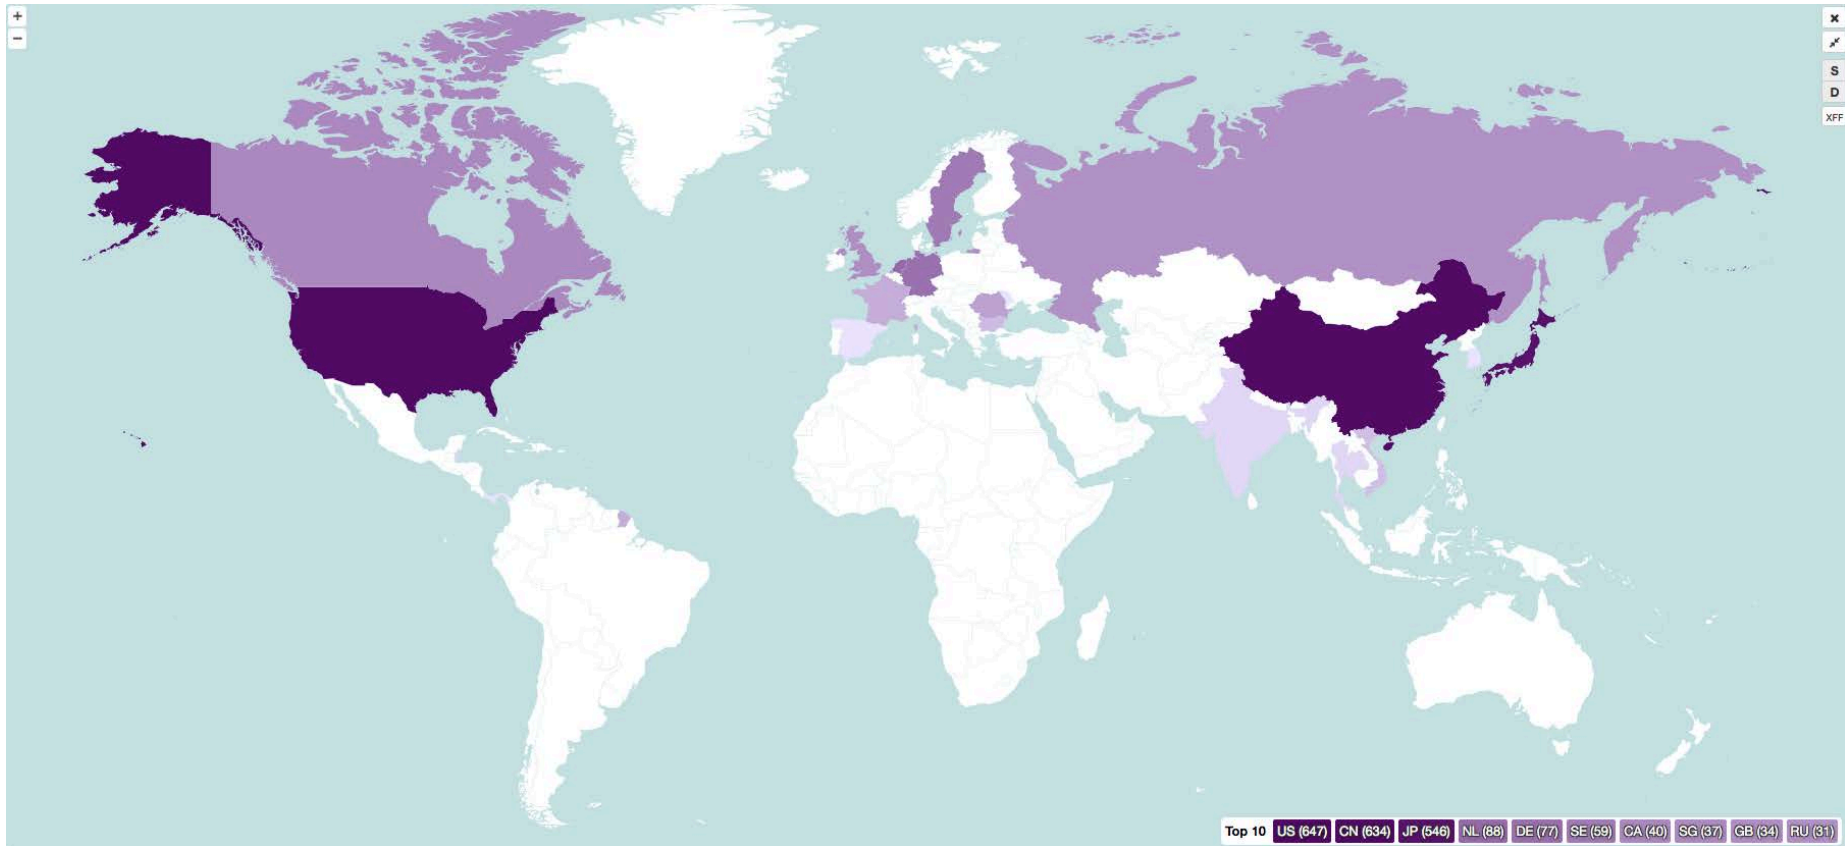 +
−
✖
S
D
XFF
Top 10 US (647) CN (634) JP (546) NL (88) DE (77) SE (59) CA (40) SG (37) GB (34) RU (31)